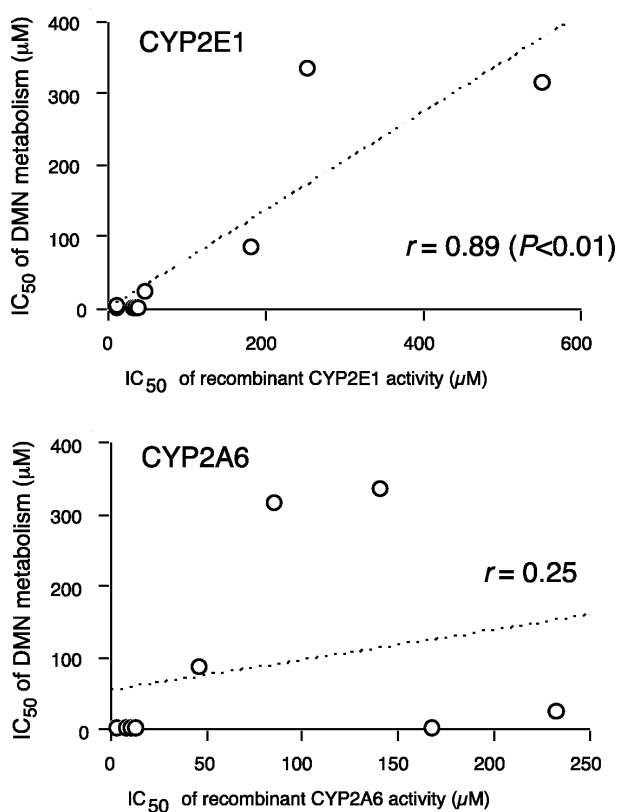 CYP2E1
IC50 of DMN metabolism (μM)
400
300
200
100
0
r = 0.89 (P<0.01)
0 200 400 600
IC50 of recombinant CYP2E1 activity (μM)
CYP2A6
IC50 of DMN metabolism (μM)
400
300
200
100
0
r = 0.25
0 50 100 150 200 250
IC50 of recombinant CYP2A6 activity (μM)